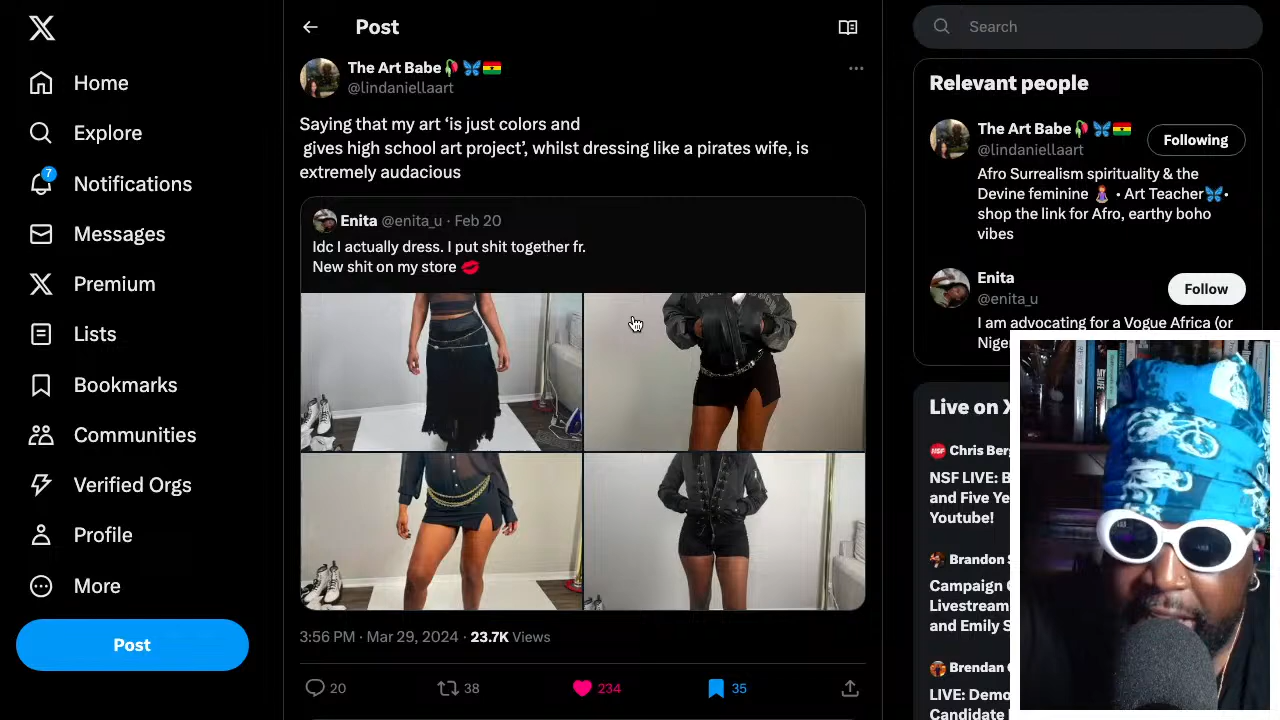 Home
Explore
7
Notifications
Messages
Premium
Lists
Bookmarks
Communities
Verified Orgs
Profile
More
Post
Post
The Art Babe
@lindaniellaart
Saying that my art ‘is just colors and
gives high school art project’, whilst dressing like a pirates wife, is
extremely audacious
Enita @enita_u · Feb 20
Idc I actually dress. I put shit together fr.
New shit on my store 💋
3:56 PM · Mar 29, 2024 · 23.7K Views
20
38
234
35
Search
Relevant people
The Art Babe
@lindaniellaart
Following
Afro Surrealism spirituality & the
Devine feminine 🧘🏽‍♀️ • Art Teacher🦋•
shop the link for Afro, earthy boho
vibes
Enita
@enita_u
Follow
I am advocating for a Vogue Africa (or
Live on
Chris
NSF LIVE:
and Five
Youtube!
Brandon
Campaign
Livestream
and Emily
Brendan
LIVE:
Candidate